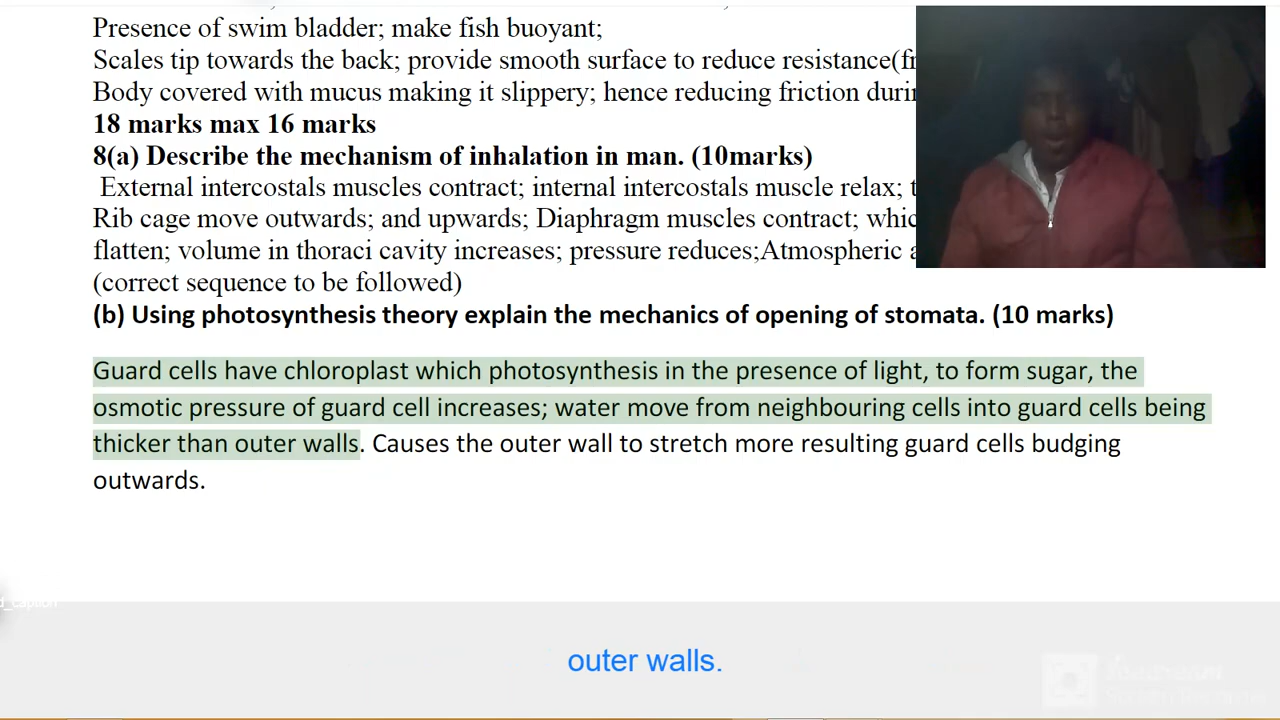 Presence of swim bladder; make fish buoyant;
Scales tip towards the back; provide smooth surface to reduce
Body covered with mucus making it slippery; hence reducing friction
18 marks max 16 marks
8(a) Describe the mechanism of inhalation in man. (10marks)
External intercostals muscles contract; internal intercostals muscle relax;
Rib cage move outwards; and upwards; Diaphragm muscles contract;
flatten; volume in thoraci cavity increases; pressure reduces;Atmospheric
(correct sequence to be followed)
(b) Using photosynthesis theory explain the mechanics of opening of stomata. (10 marks)
Guard cells have chloroplast which photosynthesis in the presence of light, to form sugar, the
osmotic pressure of guard cell increases; water move from neighbouring cells into guard cells being
thicker than outer walls. Causes the outer wall to stretch more resulting guard cells budging
outwards.
outer walls.